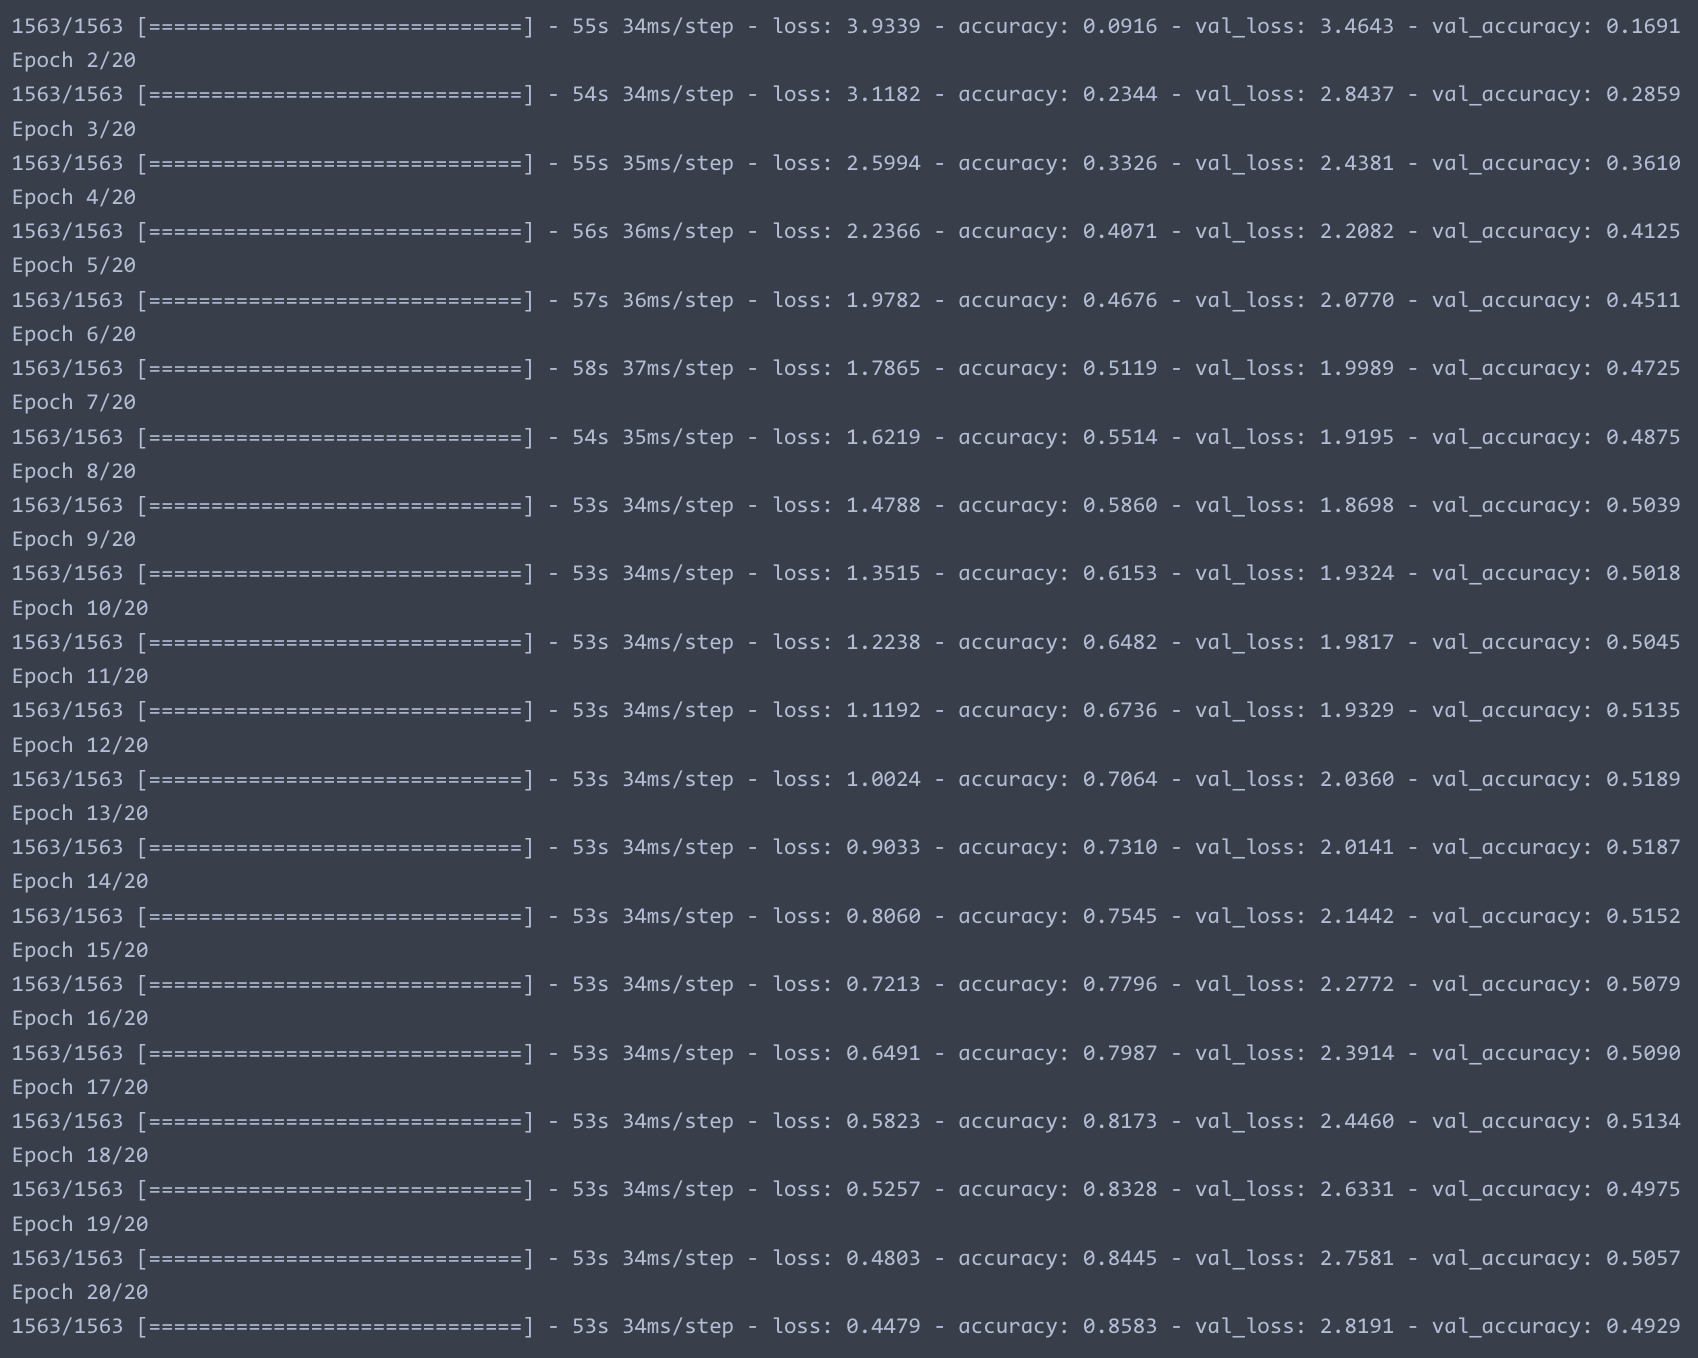 1563/1563 [==============================] - 55s 34ms/step - loss: 3.9339 - accuracy: 0.0916 - val_loss: 3.4643 - val_accuracy: 0.1691
Epoch 2/20
1563/1563 [==============================] - 54s 34ms/step - loss: 3.1182 - accuracy: 0.2344 - val_loss: 2.8437 - val_accuracy: 0.2859
Epoch 3/20
1563/1563 [==============================] - 55s 35ms/step - loss: 2.5994 - accuracy: 0.3326 - val_loss: 2.4381 - val_accuracy: 0.3610
Epoch 4/20
1563/1563 [==============================] - 56s 36ms/step - loss: 2.2366 - accuracy: 0.4071 - val_loss: 2.2082 - val_accuracy: 0.4125
Epoch 5/20
1563/1563 [==============================] - 57s 36ms/step - loss: 1.9782 - accuracy: 0.4676 - val_loss: 2.0770 - val_accuracy: 0.4511
Epoch 6/20
1563/1563 [==============================] - 58s 37ms/step - loss: 1.7865 - accuracy: 0.5119 - val_loss: 1.9989 - val_accuracy: 0.4725
Epoch 7/20
1563/1563 [==============================] - 54s 35ms/step - loss: 1.6219 - accuracy: 0.5514 - val_loss: 1.9195 - val_accuracy: 0.4875
Epoch 8/20
1563/1563 [==============================] - 53s 34ms/step - loss: 1.4788 - accuracy: 0.5860 - val_loss: 1.8698 - val_accuracy: 0.5039
Epoch 9/20
1563/1563 [==============================] - 53s 34ms/step - loss: 1.3515 - accuracy: 0.6153 - val_loss: 1.9324 - val_accuracy: 0.5018
Epoch 10/20
1563/1563 [==============================] - 53s 34ms/step - loss: 1.2238 - accuracy: 0.6482 - val_loss: 1.9817 - val_accuracy: 0.5045
Epoch 11/20
1563/1563 [==============================] - 53s 34ms/step - loss: 1.1192 - accuracy: 0.6736 - val_loss: 1.9329 - val_accuracy: 0.5135
Epoch 12/20
1563/1563 [==============================] - 53s 34ms/step - loss: 1.0024 - accuracy: 0.7064 - val_loss: 2.0360 - val_accuracy: 0.5189
Epoch 13/20
1563/1563 [==============================] - 53s 34ms/step - loss: 0.9033 - accuracy: 0.7310 - val_loss: 2.0141 - val_accuracy: 0.5187
Epoch 14/20
1563/1563 [==============================] - 53s 34ms/step - loss: 0.8060 - accuracy: 0.7545 - val_loss: 2.1442 - val_accuracy: 0.5152
Epoch 15/20
1563/1563 [==============================] - 53s 34ms/step - loss: 0.7213 - accuracy: 0.7796 - val_loss: 2.2772 - val_accuracy: 0.5079
Epoch 16/20
1563/1563 [==============================] - 53s 34ms/step - loss: 0.6491 - accuracy: 0.7987 - val_loss: 2.3914 - val_accuracy: 0.5090
Epoch 17/20
1563/1563 [==============================] - 53s 34ms/step - loss: 0.5823 - accuracy: 0.8173 - val_loss: 2.4460 - val_accuracy: 0.5134
Epoch 18/20
1563/1563 [==============================] - 53s 34ms/step - loss: 0.5257 - accuracy: 0.8328 - val_loss: 2.6331 - val_accuracy: 0.4975
Epoch 19/20
1563/1563 [==============================] - 53s 34ms/step - loss: 0.4803 - accuracy: 0.8445 - val_loss: 2.7581 - val_accuracy: 0.5057
Epoch 20/20
1563/1563 [==============================] - 53s 34ms/step - loss: 0.4479 - accuracy: 0.8583 - val_loss: 2.8191 - val_accuracy: 0.4929